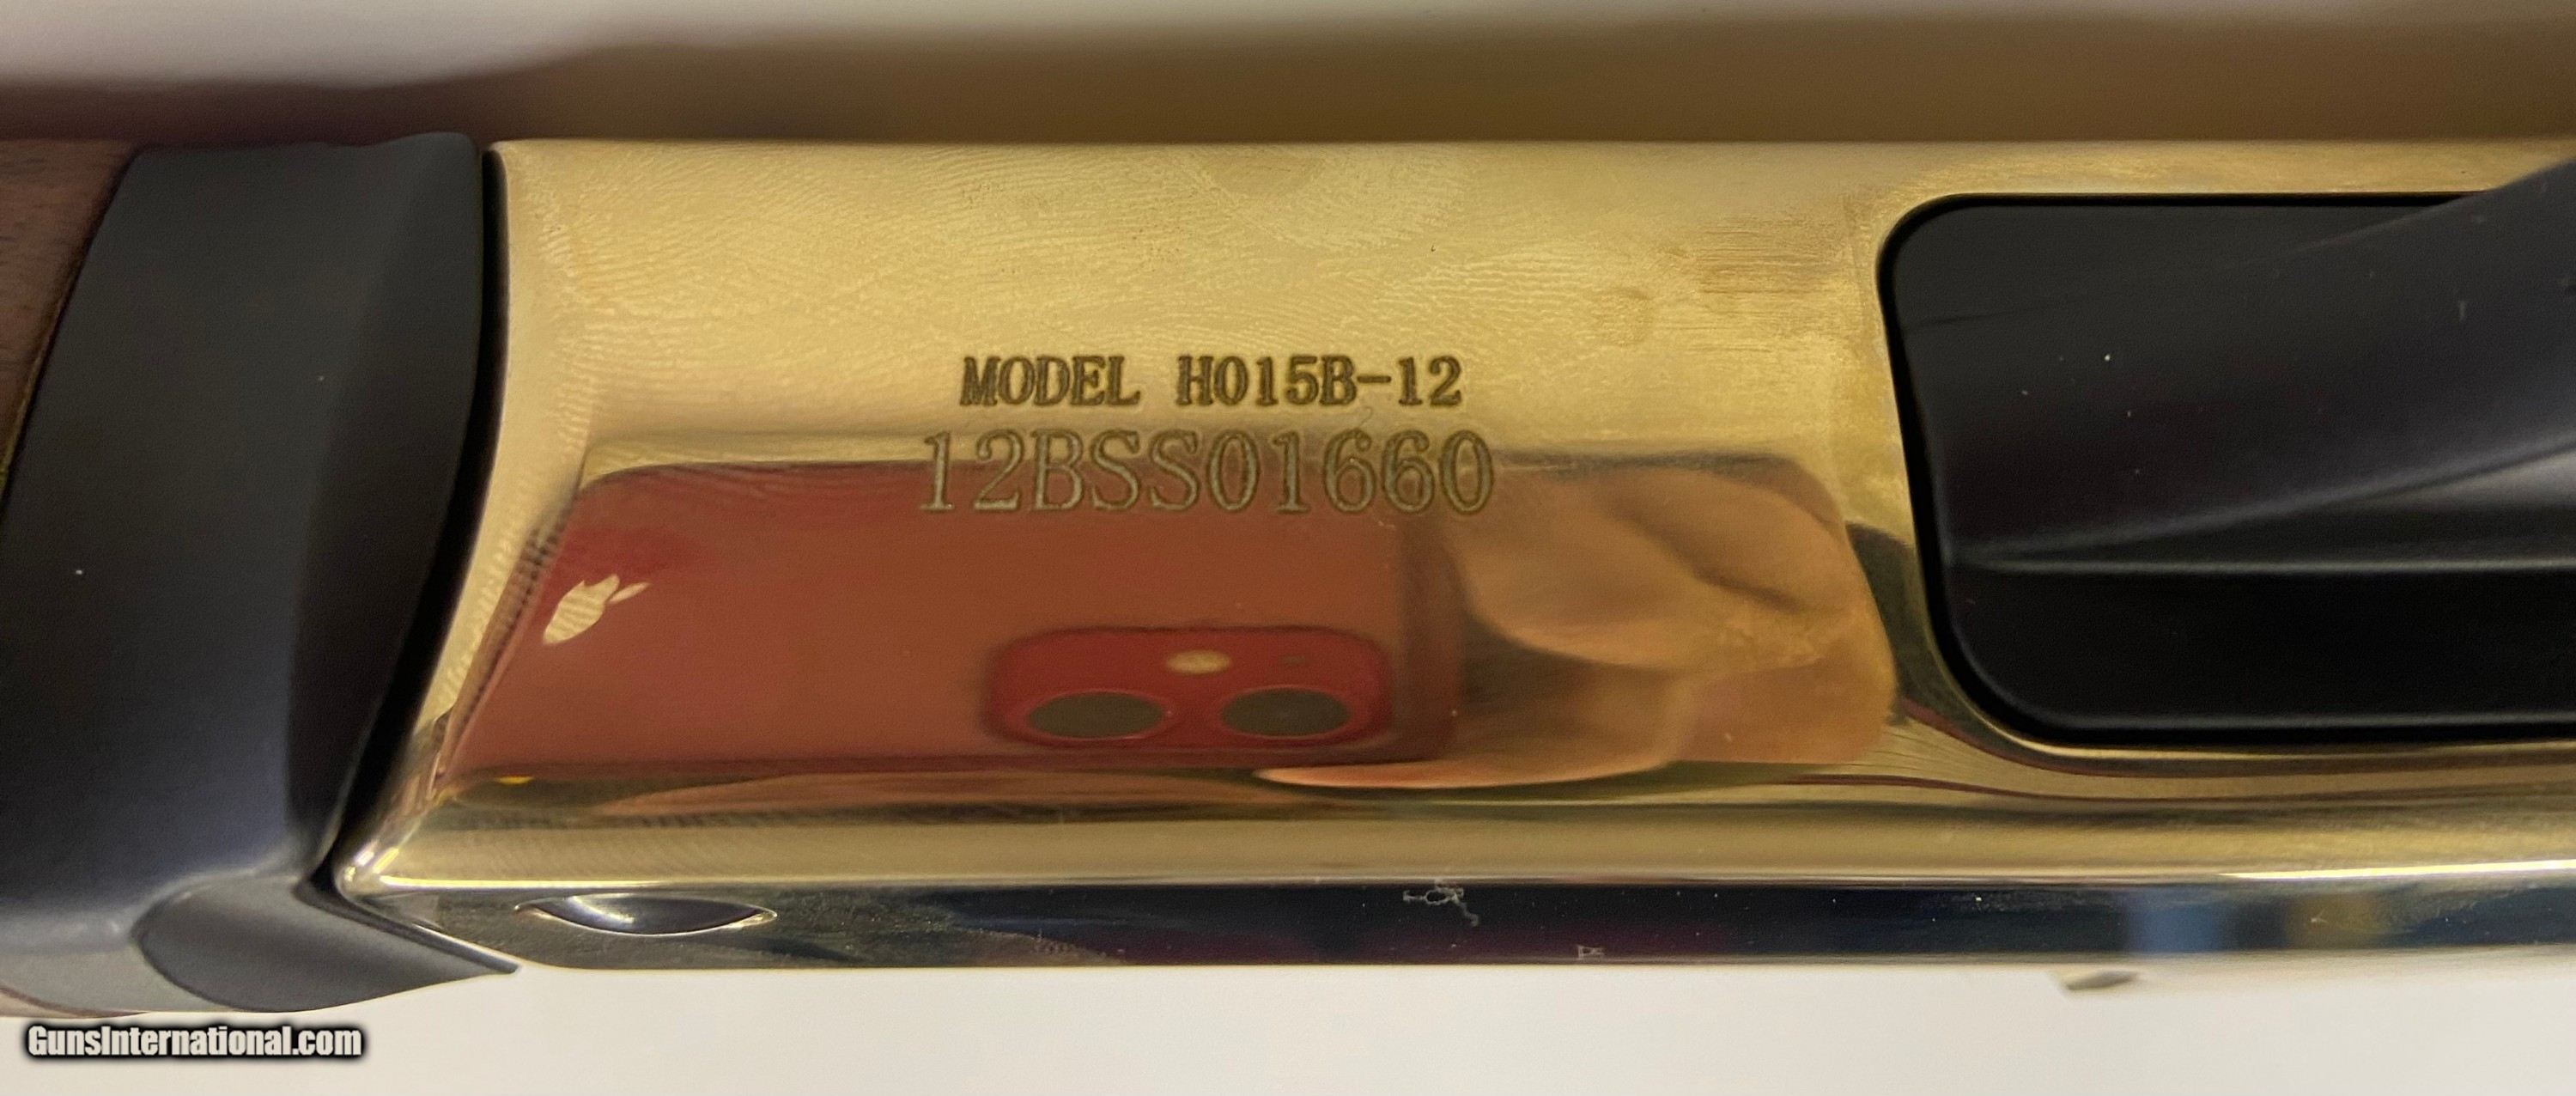 MODEL H015B-12
12BSS01660
GunsInternational.com